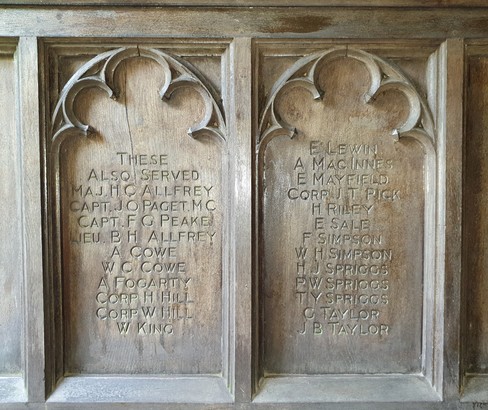 THESE
ALSO SERVED
MAJ. H C ALLFREY
CAPT. J.O PAGET. M.C
CAPT. F G PEAKE
LIEU. B H ALLFREY
A COWE
W G COWE
A FOGARTY
CORP. H HILL
CORP. W HILL
W KING
E LEWIN
A MACINNES
E MAYFIELD
CORP. J T PICK
H RILEY
E SALE
F SIMPSON
W H SIMPSON
H J SPRIGGS
P W SPRIGGS
T Y SPRIGGS
G TAYLOR
J B TAYLOR